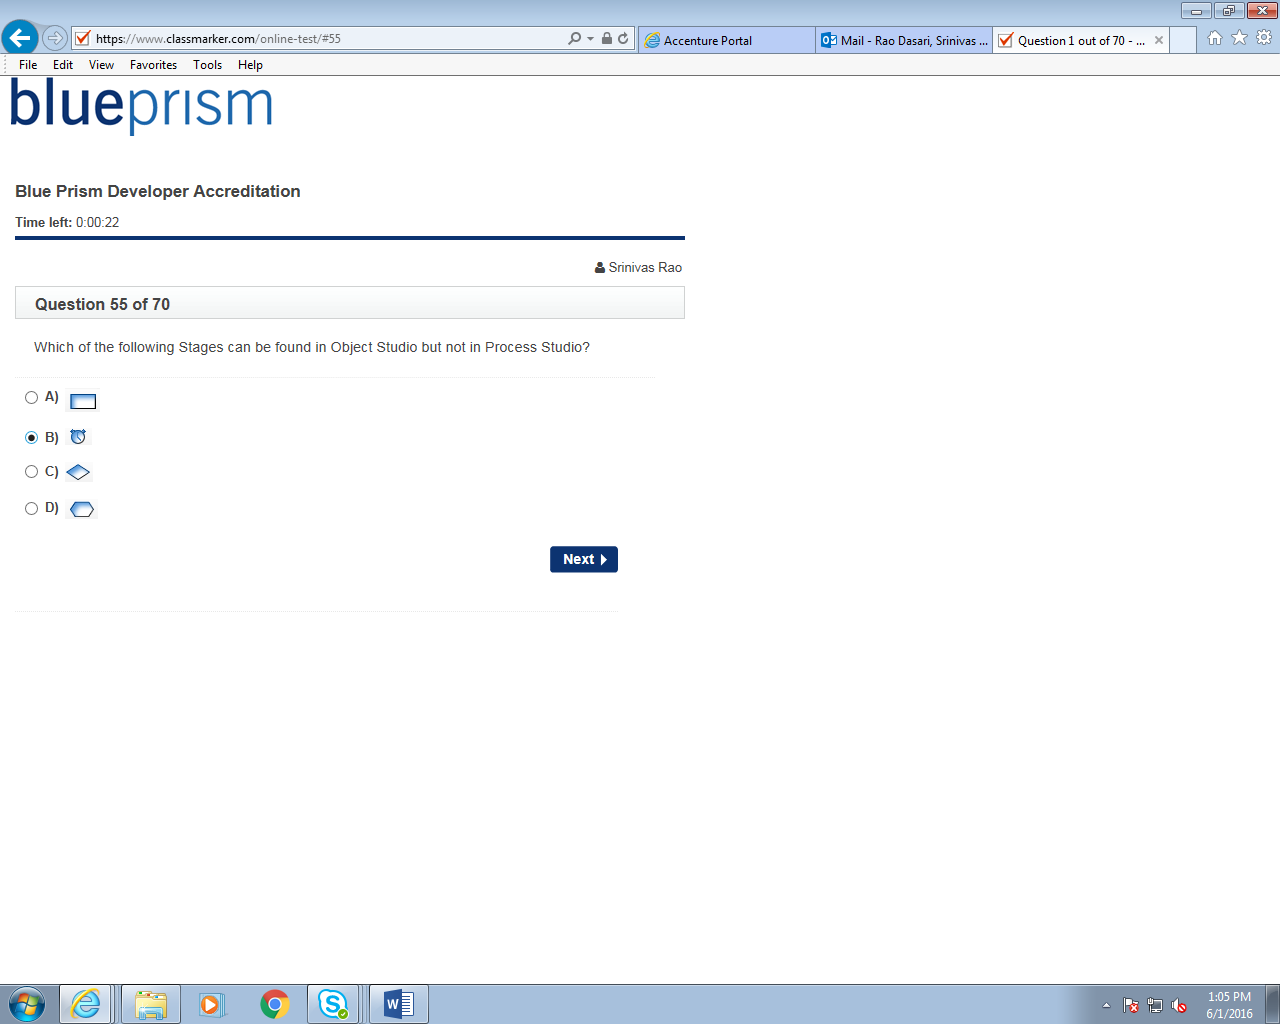 https://www.classmarker.com/online-test/#55
Accenture Portal
Mail - Rao Dasari, Srinivas ...
Question 1 out of 70 - ...
File Edit View Favorites Tools Help
blueprism
Blue Prism Developer Accreditation
Time left: 0:00:22
Srinivas Rao
Question 55 of 70
Which of the following Stages can be found in Object Studio but not in Process Studio?
A)
B)
C)
D)
Next
1:05 PM
6/1/2016